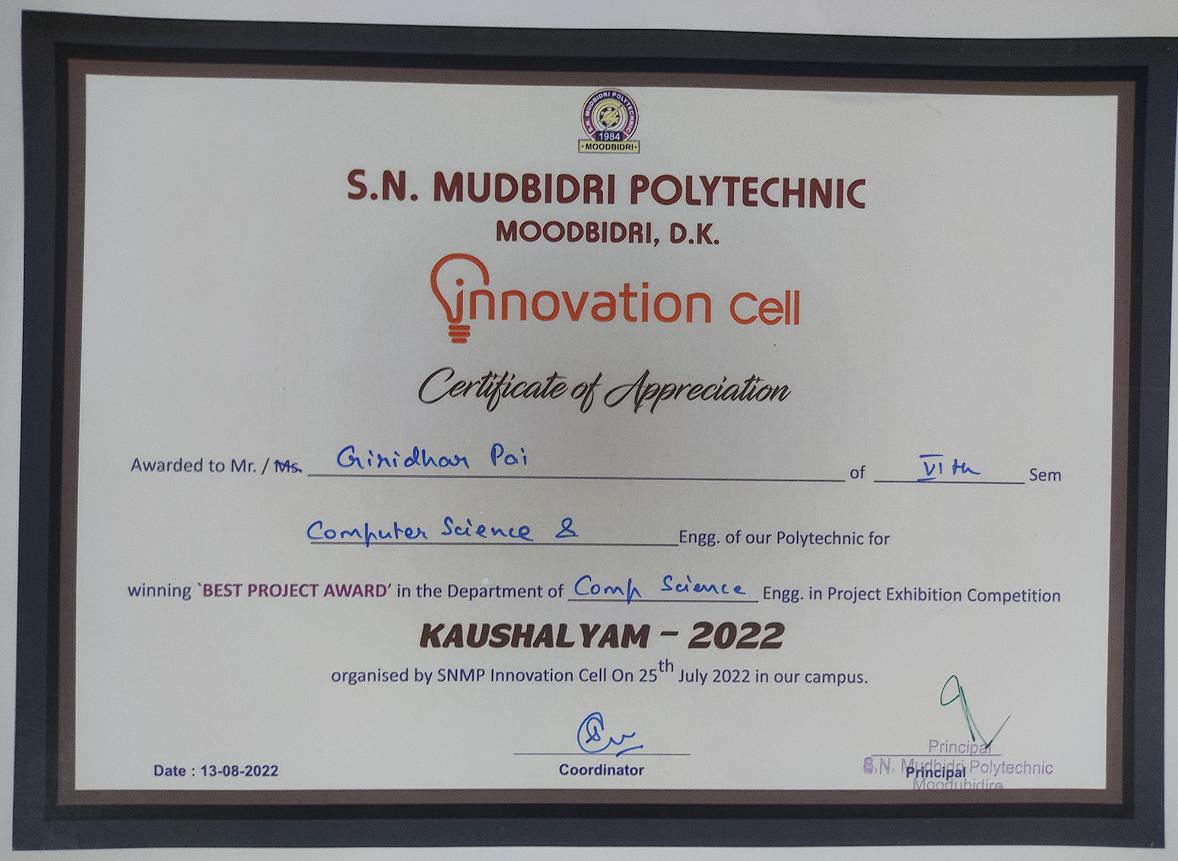 S.N. MUDBIDRI POLYTECHNIC
1984
·MOODBIDRI·
S.N. MUDBIDRI POLYTECHNIC
MOODBIDRI, D.K.
innovation cell
Certificate of Appreciation
Awarded to Mr. / Ms. Giridhar Pai of VIth Sem
Computer Science & Engg. of our Polytechnic for
winning `BEST PROJECT AWARD' in the Department of Comp Science Engg. in Project Exhibition Competition
KAUSHALYAM - 2022
organised by SNMP Innovation Cell On 25th July 2022 in our campus.
Date : 13-08-2022
Coordinator
Principal
Principal
S.N. Mudbidri Polytechnic
Moodubidire